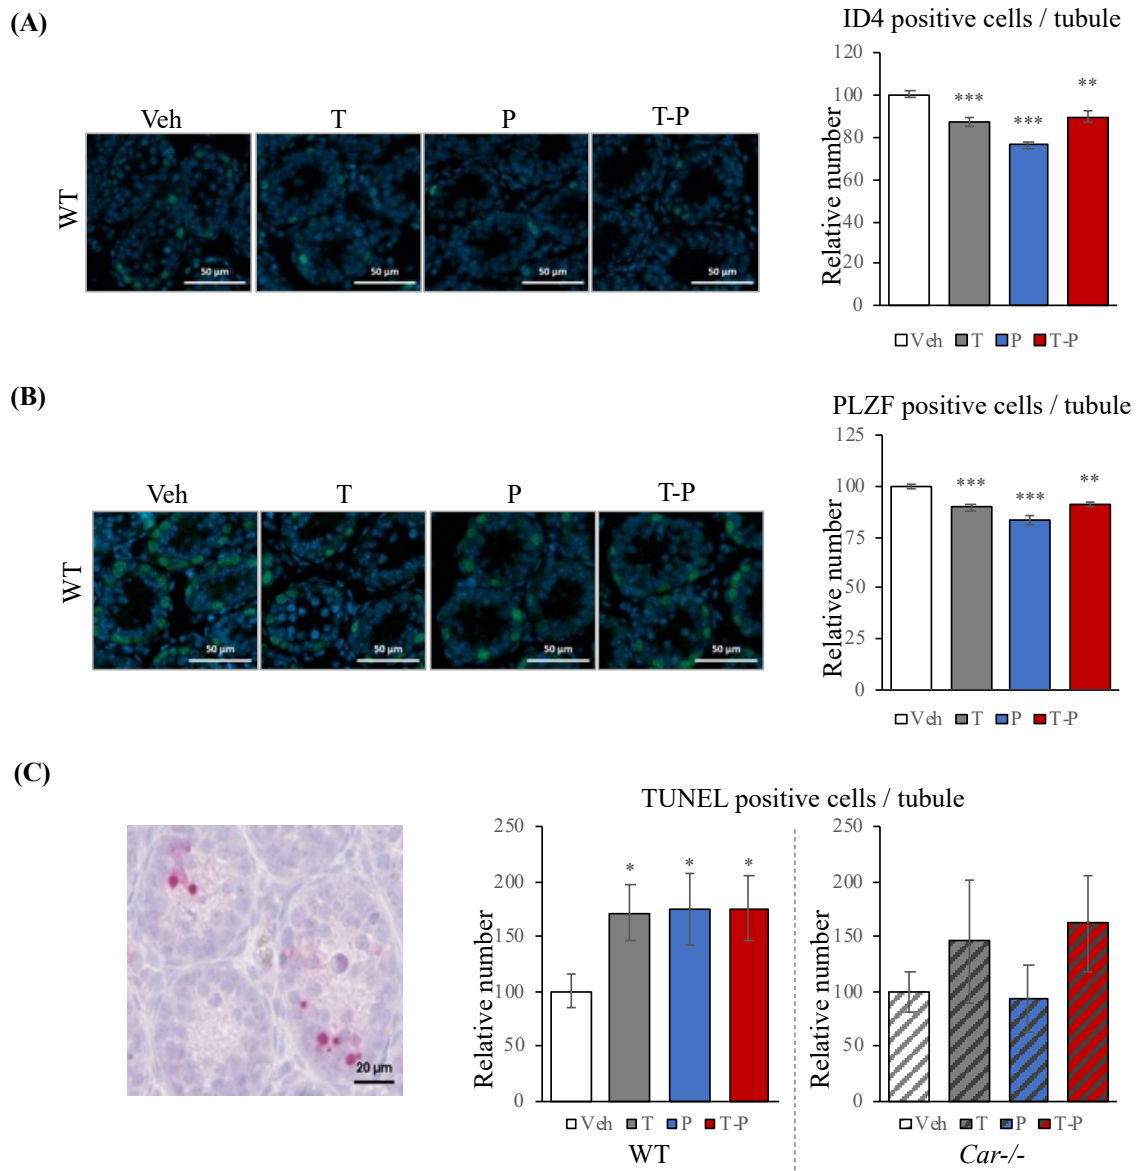 (A)
ID4 positive cells / tubule
Veh T P T-P
WT
50 µm 50 µm 50 µm 50 µm
Relative number
120
100
80
60
40
20
0
***
***
**
Veh T P T-P
(B)
PLZF positive cells / tubule
Veh T P T-P
WT
50 µm 50 µm 50 µm 50 µm
Relative number
125
100
75
50
25
0
***
***
**
Veh T P T-P
(C)
TUNEL positive cells / tubule
20 µm
Relative number
250
200
150
100
50
0
* * *
Veh T P T-P
WT
Relative number
250
200
150
100
50
0
Veh T P T-P
Car-/-